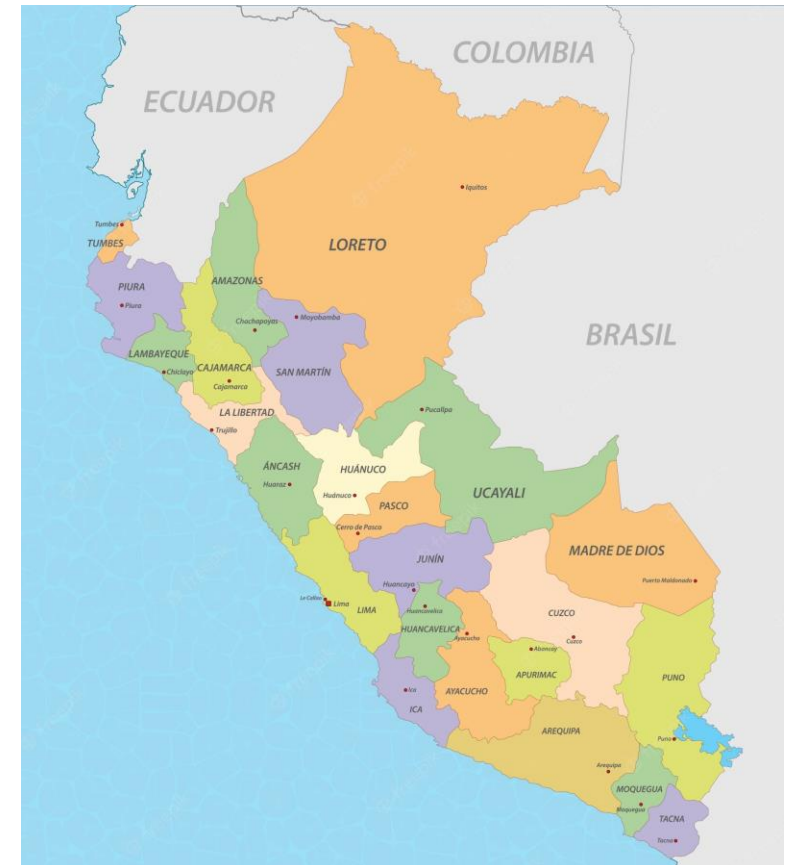 COLOMBIA
ECUADOR
Iquitos
Tumbes
TUMBES
LORETO
PIURA
Piura
AMAZONAS
Chachapoyas
Moyobamba
BRASIL
LAMBAYEQUE
Chiclayo
CAJAMARCA
Cajamarca
SAN MARTÍN
LA LIBERTAD
Trujillo
Pucallpa
ÁNCASH
Huaraz
HUÁNUCO
Huánuco
UCAYALI
PASCO
Cerro de Pasco
JUNÍN
MADRE DE DIOS
Puerto Maldonado
Huancayo
Le Callao
Lima
LIMA
Huancavelica
HUANCAVELICA
Ayacucho
CUZCO
Cuzco
Abancay
APURIMAC
PUNO
Ica
ICA
AYACUCHO
AREQUIPA
Puno
Arequipa
MOQUEGUA
Moquegua
TACNA
Tacna